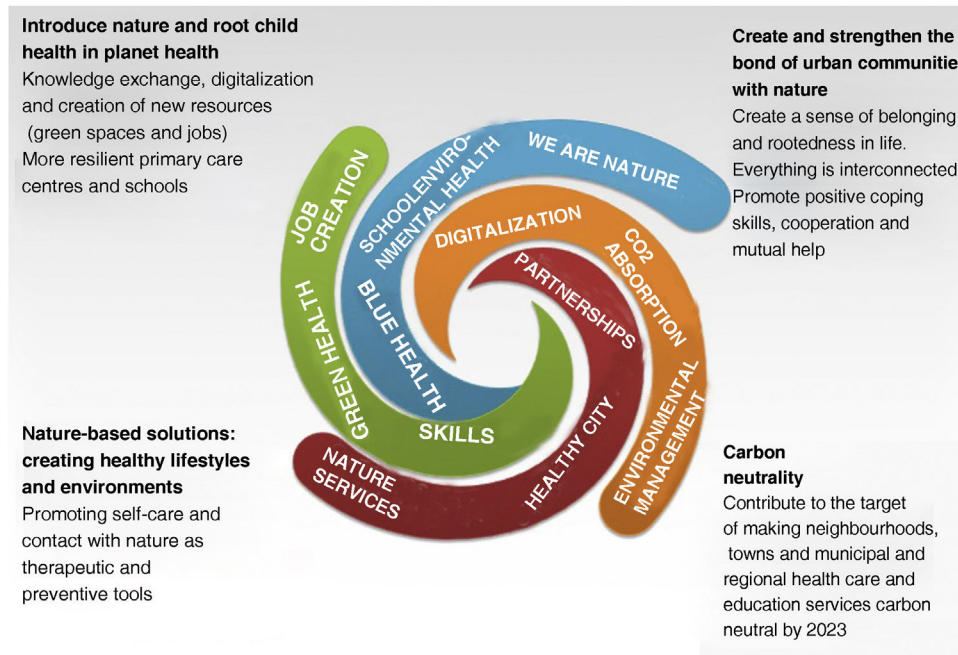 Introduce nature and root child
health in planet health
Knowledge exchange, digitalization
and creation of new resources
(green spaces and jobs)
More resilient primary care
centres and schools
Create and strengthen the
bond of urban communitie
with nature
Create a sense of belonging
and rootedness in life.
Everything is interconnected
Promote positive coping
skills, cooperation and
mutual help
JOB
CREATION
GREEN HEALTH
SKILLS
SCHOOLENVIRO-
NMENTAL HEALTH
WE ARE NATURE
BLUE HEALTH
DIGITALIZATION
CO2
ABSORPTION
ENVIRONMENTAL
MANAGEMENT
PARTNERSHIPS
HEALTHY CITY
NATURE
SERVICES
Nature-based solutions:
creating healthy lifestyles
and environments
Promoting self-care and
contact with nature as
therapeutic and
preventive tools
Carbon
neutrality
Contribute to the target
of making neighbourhoods,
towns and municipal and
regional health care and
education services carbon
neutral by 2023